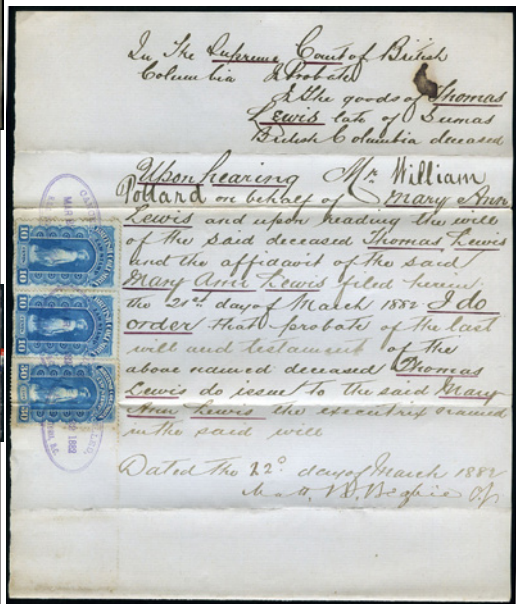 In The Supreme Court of British
Columbia In Probate
In the goods of Thomas
Lewis late of Sumas
British Columbia deceased
Upon hearing Mr. William
Pollard on behalf of Mary Ann
Lewis and upon reading the will
of the said deceased Thomas Lewis
and the affidavit of the said
Mary Ann Lewis filed herein
the 21st day of March 1882 I do
order that probate of the last
will and testament of the
above named deceased Thomas
Lewis do issue to the said Mary
Ann Lewis the executrix named
in the said will
Dated the 22d day of March 1882
Matt. B. Begbie CJ.
10 10
10 10
30 30
1882